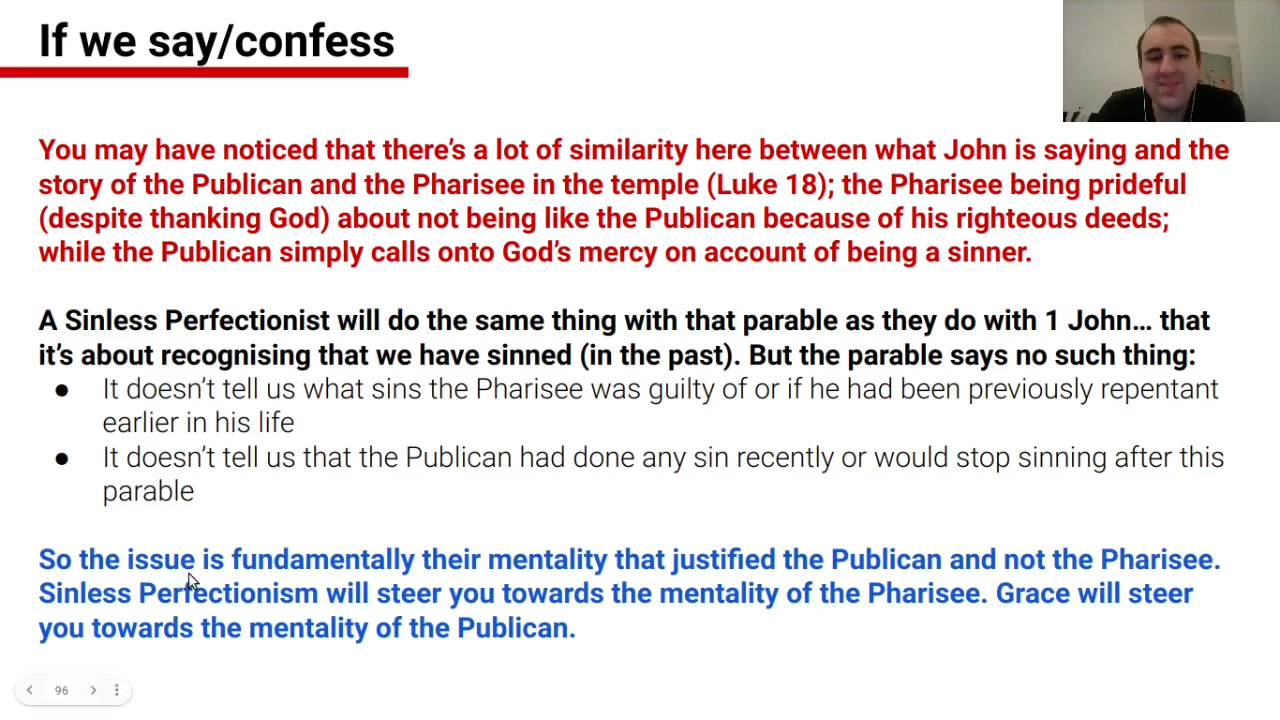 If we say/confess
You may have noticed that there's a lot of similarity here between what John is saying and the
story of the Publican and the Pharisee in the temple (Luke 18); the Pharisee being prideful
(despite thanking God) about not being like the Publican because of his righteous deeds;
while the Publican simply calls onto God's mercy on account of being a sinner.
A Sinless Perfectionist will do the same thing with that parable as they do with 1 John… that
it's about recognising that we have sinned (in the past). But the parable says no such thing:
● It doesn't tell us what sins the Pharisee was guilty of or if he had been previously repentant
earlier in his life
● It doesn't tell us that the Publican had done any sin recently or would stop sinning after this
parable
So the issue is fundamentally their mentality that justified the Publican and not the Pharisee.
Sinless Perfectionism will steer you towards the mentality of the Pharisee. Grace will steer
you towards the mentality of the Publican.
96